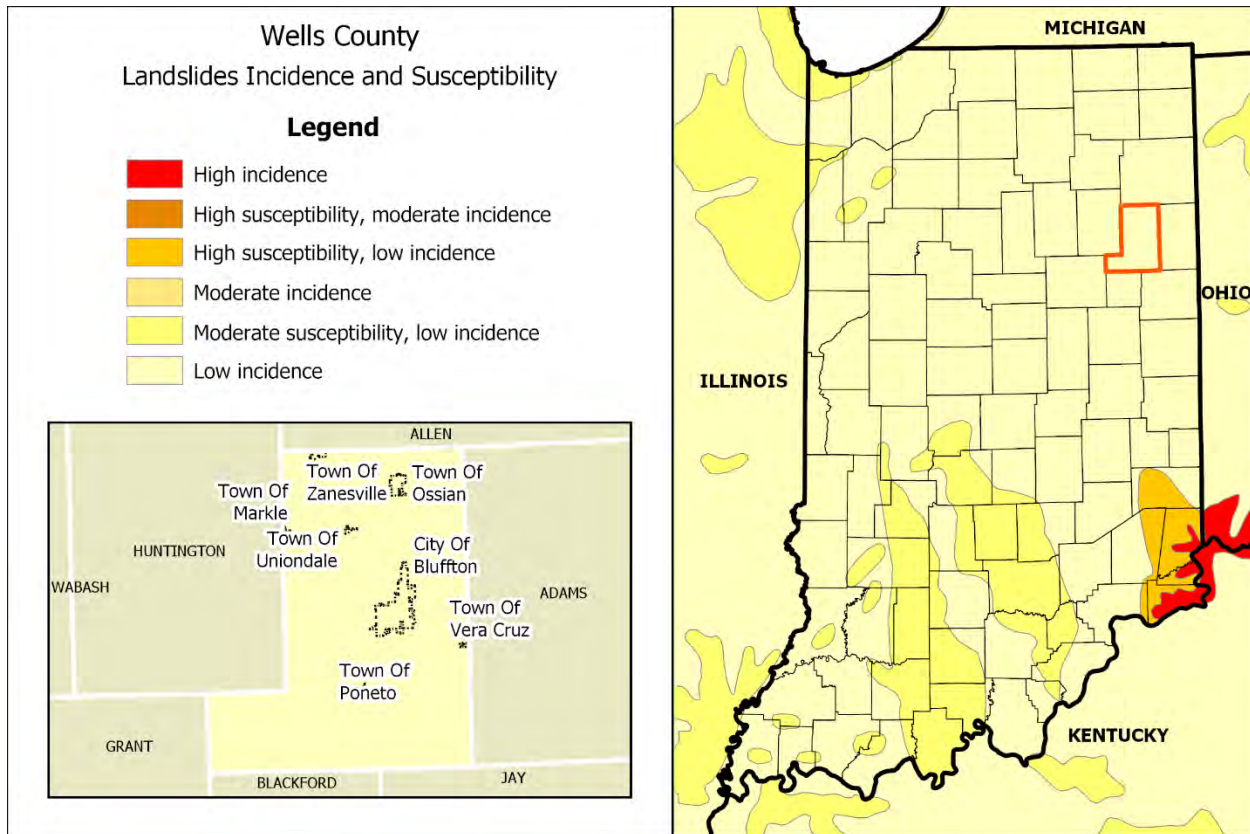 Wells County
Landslides Incidence and Susceptibility
Legend
High incidence
High susceptibility, moderate incidence
High susceptibility, low incidence
Moderate incidence
Moderate susceptibility, low incidence
Low incidence
ALLEN
Town Of
Zanesville
Town Of
Ossian
Town Of
Markle
Town Of
Uniondale
City Of
Bluffton
HUNTINGTON
WABASH
ADAMS
Town Of
Vera Cruz
Town Of
Poneto
GRANT
BLACKFORD
JAY
MICHIGAN
OHIO
ILLINOIS
KENTUCKY